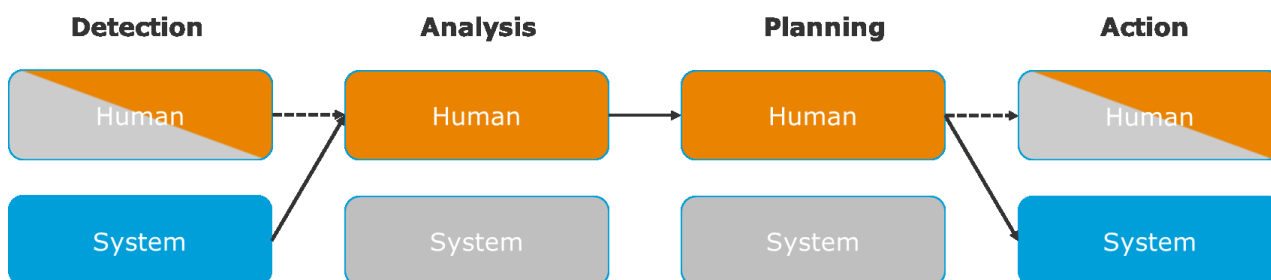 Detection Analysis Planning Action
Human Human Human Human
System System System System